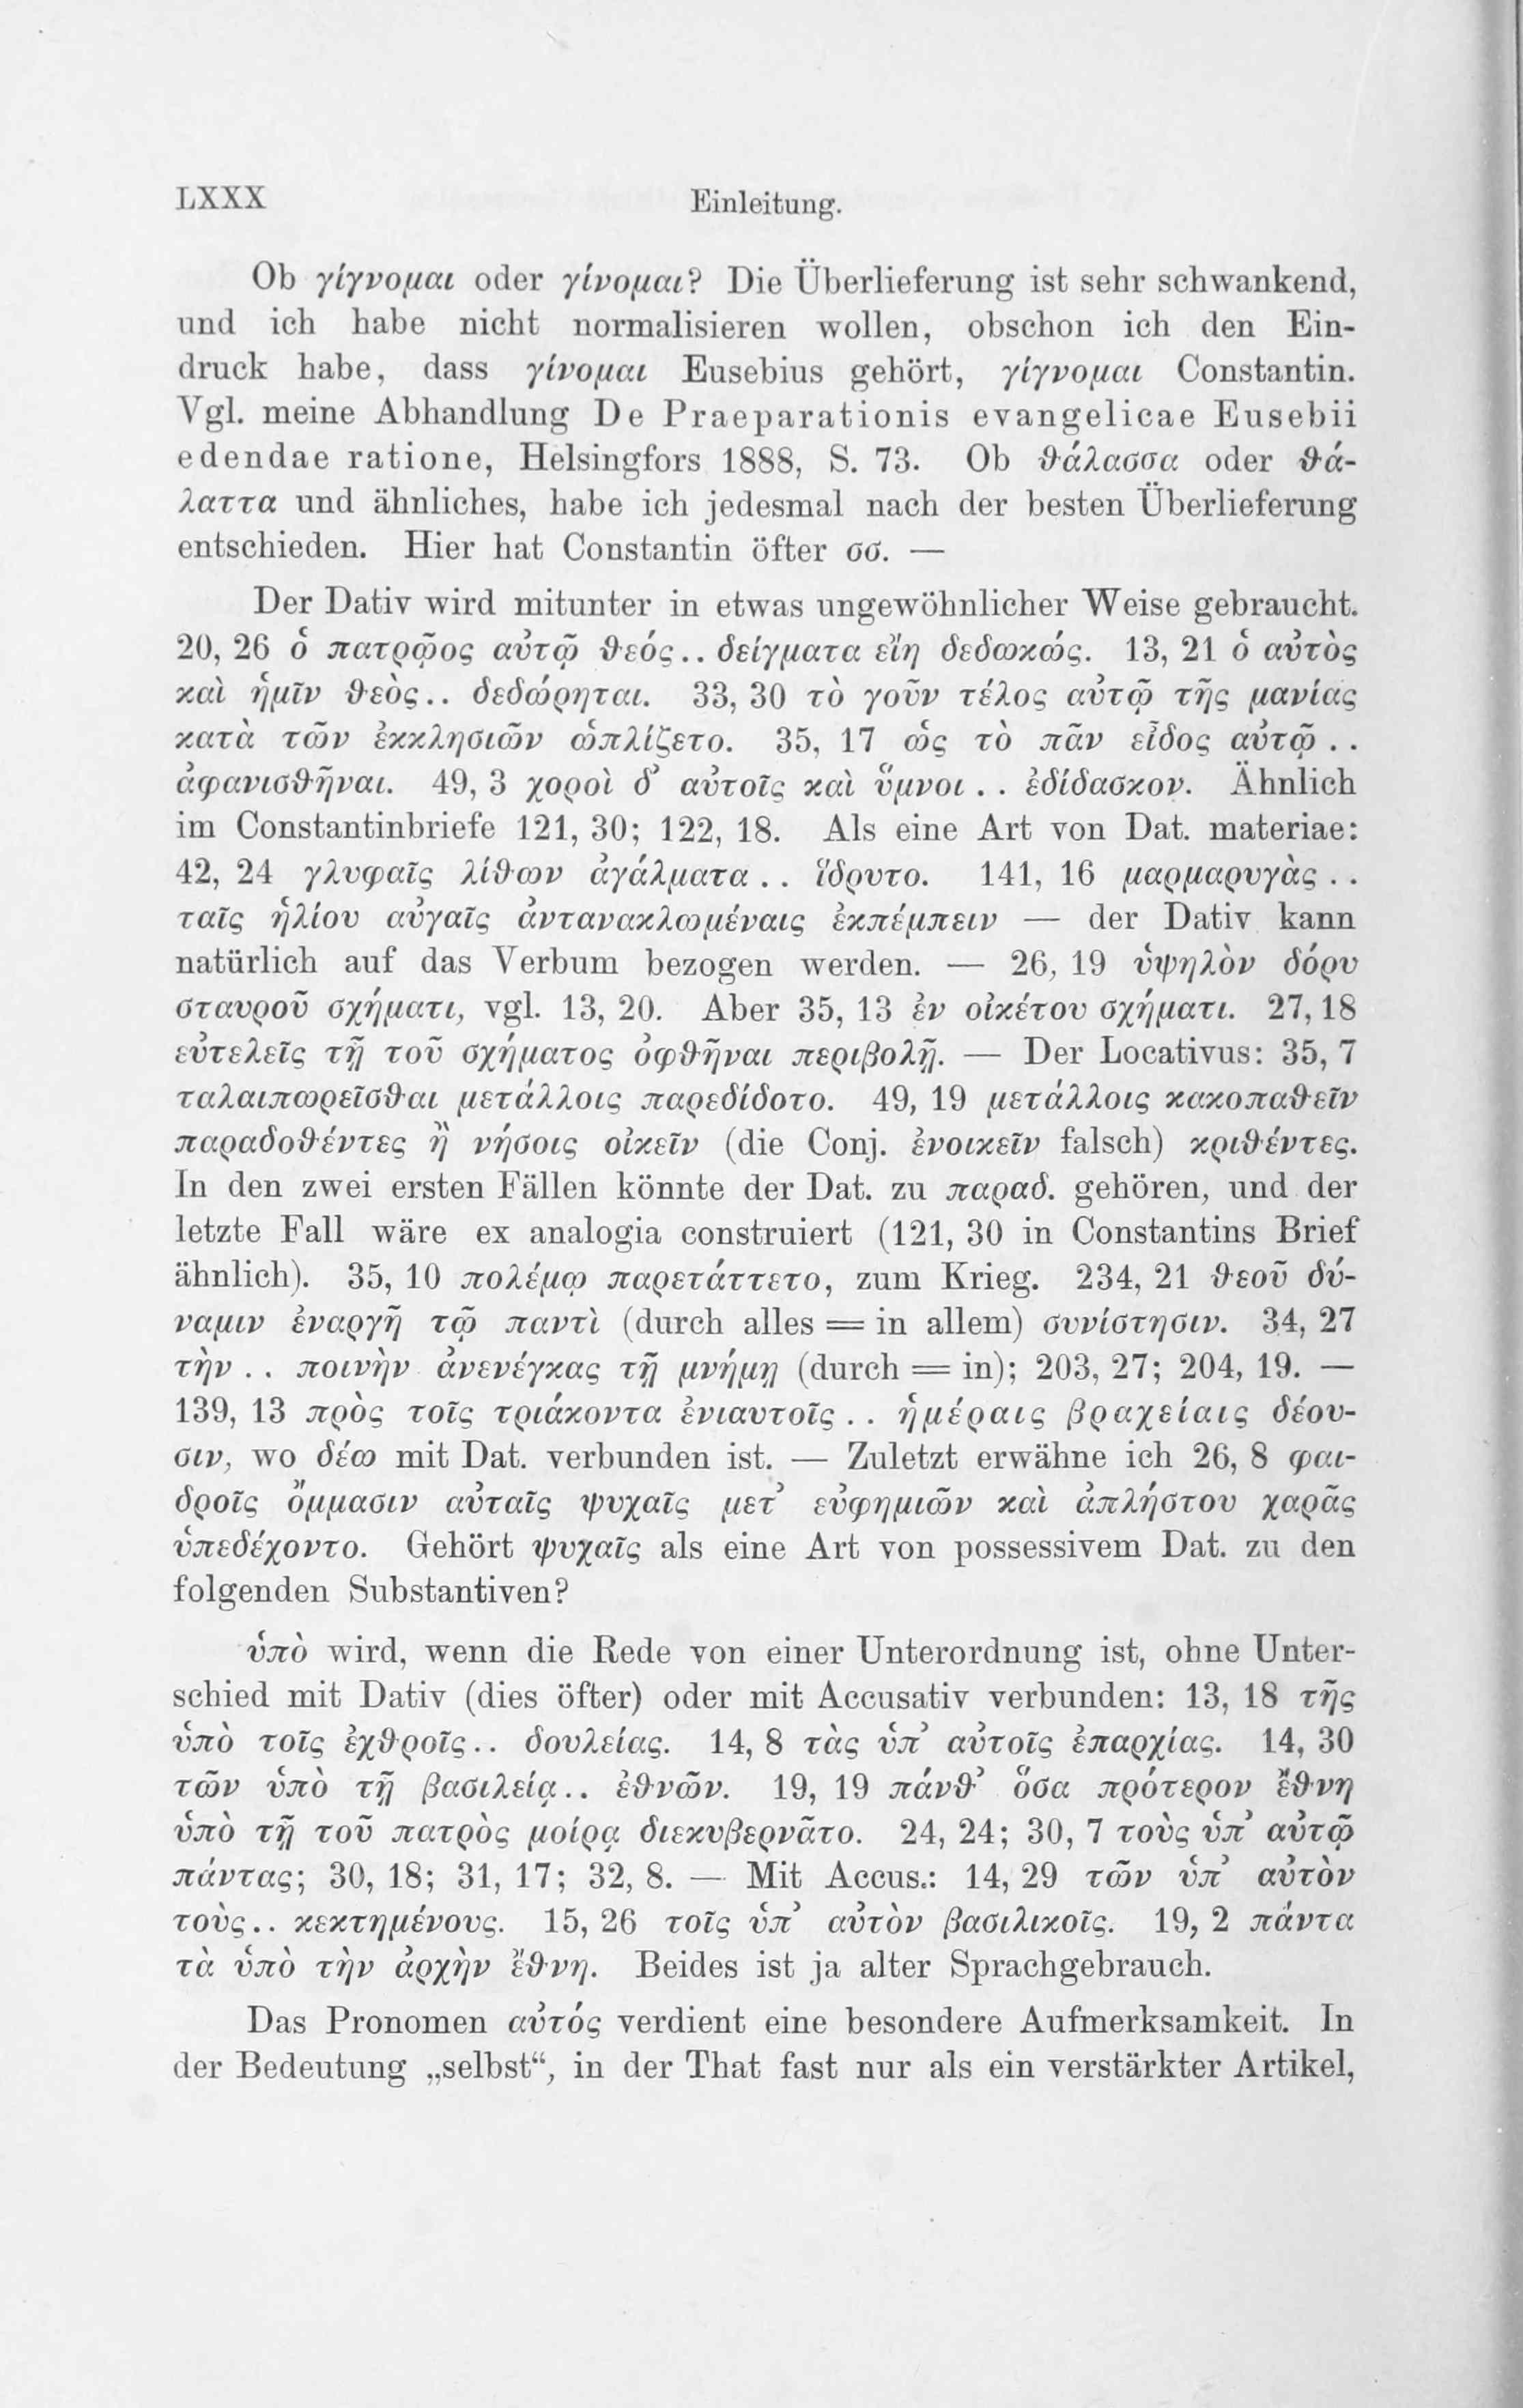 LXXX Einleitung.
Ob γίγνομαι oder γίνομαι? Die Überlieferung ist sehr schwankend,
und ich habe nicht normalisieren wollen, obschon ich den Ein-
druck habe, dass γίνομαι Eusebius gehört, γίγνομαι Constantin.
Vgl. meine Abhandlung De Praeparationis evangelicae Eusebii
edendae ratione, Helsingfors 1888, S. 73. Ob θάλασσα oder θά-
λαττα und ähnliches, habe ich jedesmal nach der besten Überlieferung
entschieden. Hier hat Constantin öfter σσ. —
Der Dativ wird mitunter in etwas ungewöhnlicher Weise gebraucht.
20, 26 ὁ πατρῷος αὐτῷ θεός.. δείγματα εἴη δεδωκώς. 13, 21 ὁ αὐτὸς
καὶ ἡμῖν θεὸς.. δεδώρηται. 33, 30 τὸ γοῦν τέλος αὐτῷ τῆς μανίας
κατὰ τῶν ἐκκλησιῶν ὡπλίζετο. 35, 17 ὡς τὸ πᾶν εἶδος αὐτῷ ..
ἀφανισθῆναι. 49, 3 χοροὶ δ' αὐτοῖς καὶ ὕμνοι .. ἐδίδασκον. Ähnlich
im Constantinbriefe 121, 30; 122, 18. Als eine Art von Dat. materiae:
42, 24 γλυφαῖς λίθων ἀγάλματα .. ἵδρυτο. 141, 16 μαρμαρυγὰς ..
ταῖς ἡλίου αὐγαῖς ἀντανακλωμέναις ἐκπέμπειν — der Dativ kann
natürlich auf das Verbum bezogen werden. — 26, 19 ὑψηλὸν δόρυ
σταυροῦ σχήματι, vgl. 13, 20. Aber 35, 13 ἐν οἰκέτου σχήματι. 27, 18
εὐτελεῖς τῇ τοῦ σχήματος ὀφθῆναι περιβολῇ. — Der Locativus: 35, 7
ταλαιπωρεῖσθαι μετάλλοις παρεδίδοτο. 49, 19 μετάλλοις κακοπαθεῖν
παραδοθέντες ἢ νήσοις οἰκεῖν (die Conj. ἐνοικεῖν falsch) κριθέντες.
In den zwei ersten Fällen könnte der Dat. zu παραδ. gehören, und der
letzte Fall wäre ex analogia construiert (121, 30 in Constantins Brief
ähnlich). 35, 10 πολέμῳ παρετάττετο, zum Krieg. 234, 21 θεοῦ δύ-
ναμιν ἐναργῆ τῷ παντὶ (durch alles = in allem) συνίστησιν. 34, 27
τὴν .. ποινὴν ἀνενέγκας τῇ μνήμῃ (durch = in); 203, 27; 204, 19. —
139, 13 πρὸς τοῖς τριάκοντα ἐνιαυτοῖς .. ἡμέραις βραχείαις δέου-
σιν, wo δέω mit Dat. verbunden ist. — Zuletzt erwähne ich 26, 8 φαι-
δροῖς ὄμμασιν αὐταῖς ψυχαῖς μετ' εὐφημιῶν καὶ ἀπλήστου χαρᾶς
ὑπεδέχοντο. Gehört ψυχαῖς als eine Art von possessivem Dat. zu den
folgenden Substantiven?
ὑπὸ wird, wenn die Rede von einer Unterordnung ist, ohne Unter-
schied mit Dativ (dies öfter) oder mit Accusativ verbunden: 13, 18 τῆς
ὑπὸ τοῖς ἐχθροῖς.. δουλείας. 14, 8 τὰς ὑπ' αὐτοῖς ἐπαρχίας. 14, 30
τῶν ὑπὸ τῇ βασιλείᾳ.. ἐθνῶν. 19, 19 πάνθ' ὅσα πρότερον ἔθνη
ὑπὸ τῇ τοῦ πατρὸς μοίρᾳ διεκυβερνᾶτο. 24, 24; 30, 7 τοὺς ὑπ' αὐτῷ
πάντας; 30, 18; 31, 17; 32, 8. — Mit Accus.: 14, 29 τῶν ὑπ' αὐτὸν
τοὺς.. κεκτημένους. 15, 26 τοῖς ὑπ' αὐτὸν βασιλικοῖς. 19, 2 πάντα
τὰ ὑπὸ τὴν ἀρχὴν ἔθνη. Beides ist ja alter Sprachgebrauch.
Das Pronomen αὐτός verdient eine besondere Aufmerksamkeit. In
der Bedeutung „selbst“, in der That fast nur als ein verstärkter Artikel,